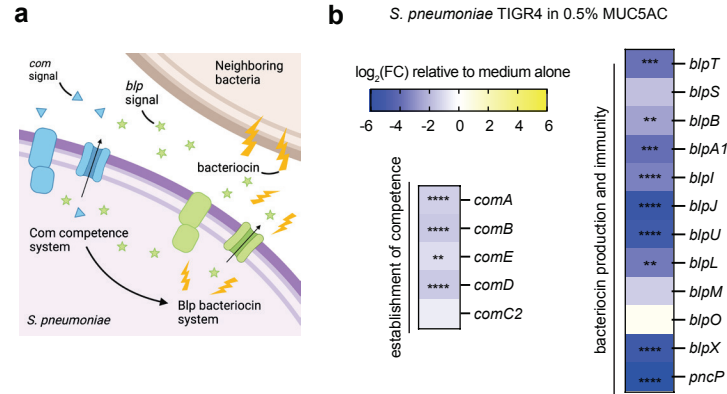 a
com
signal
blp
signal
Neighboring
bacteria
bacteriocin
Com competence
system
Blp bacteriocin
system
S. pneumoniae
b
S. pneumoniae TIGR4 in 0.5% MUC5AC
log2(FC) relative to medium alone
-6 -4 -2 0 2 4 6
establishment of competence
**** comA
**** comB
** comE
**** comD
comC2
bacteriocin production and immunity
*** blpT
blpS
** blpB
*** blpA1
**** blpI
**** blpJ
**** blpU
** blpL
blpM
blpO
**** blpX
**** pncP